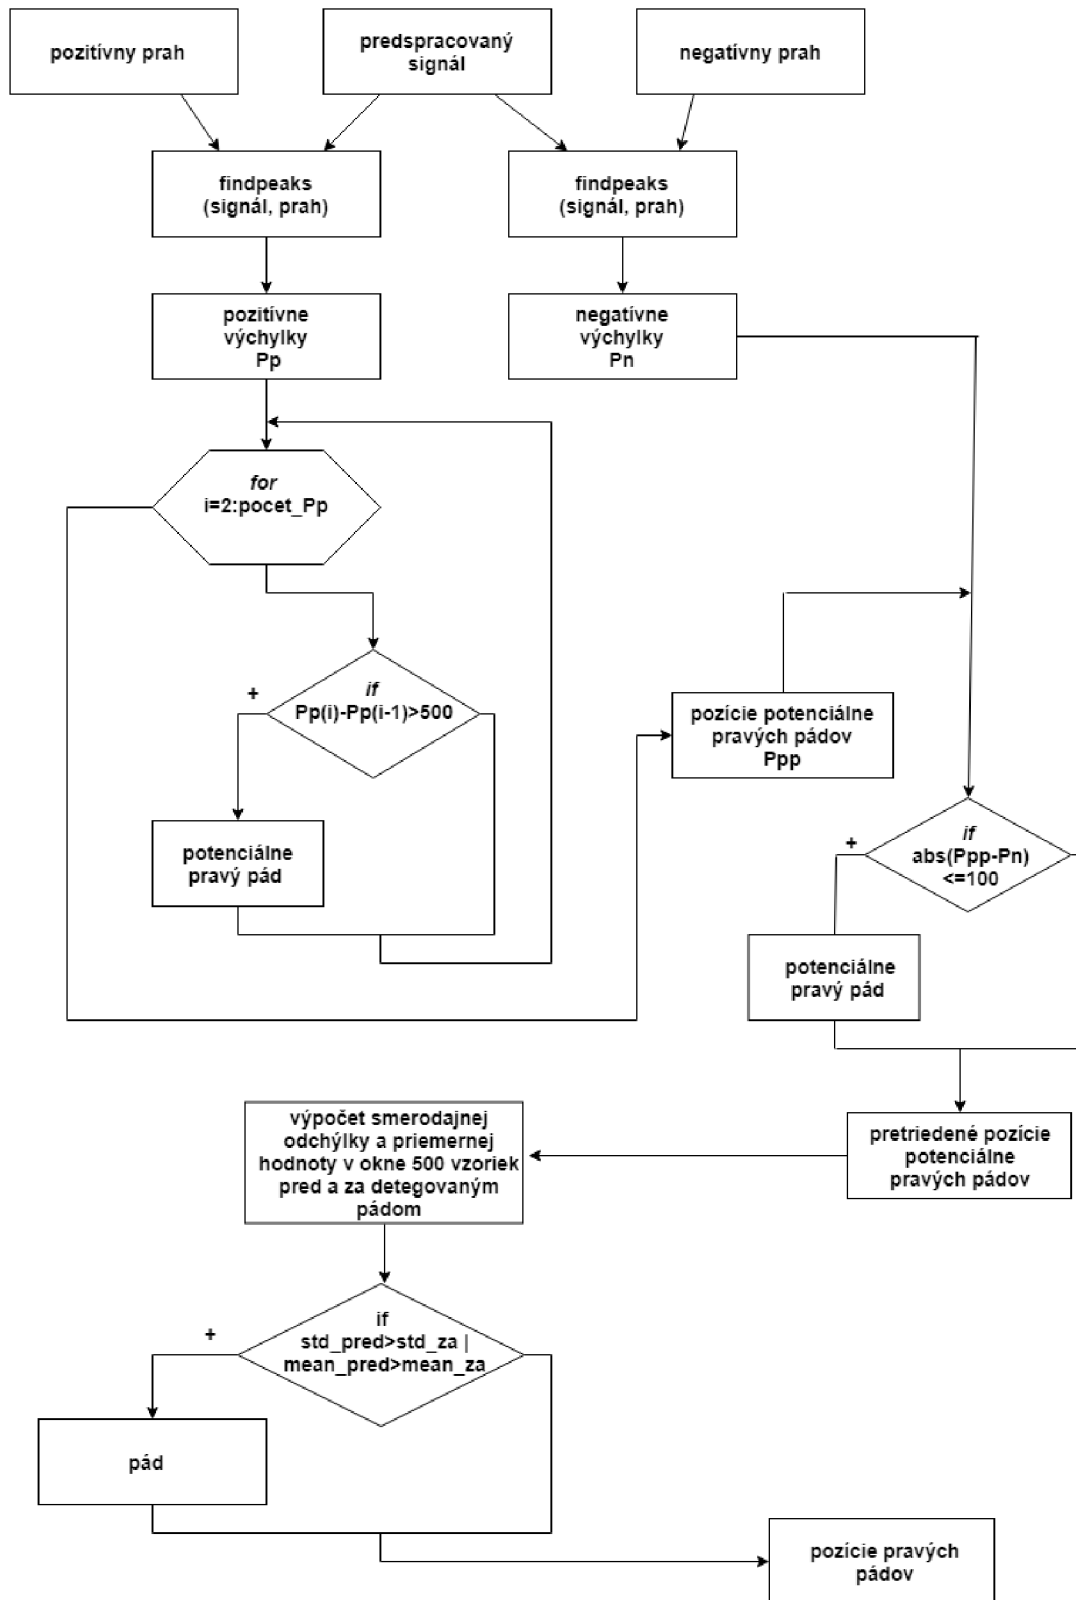 pozitívny prah
predspracovaný
signál
negatívny prah
findpeaks
(signál, prah)
findpeaks
(signál, prah)
pozitívne
výchylky
Pp
negatívne
výchylky
Pn
for
i=2:pocet_Pp
if
Pp(i)-Pp(i-1)>500
+
potenciálne
pravý pád
pozície potenciálne
pravých pádov
Ppp
if
abs(Ppp-Pn)
<=100
+
potenciálne
pravý pád
pretriedené pozície
potenciálne
pravých pádov
výpočet smerodajnej
odchýlky a priemernej
hodnoty v okne 500 vzoriek
pred a za detegovaným
pádom
if
std_pred>std_za |
mean_pred>mean_za
+
pád
pozície pravých
pádov